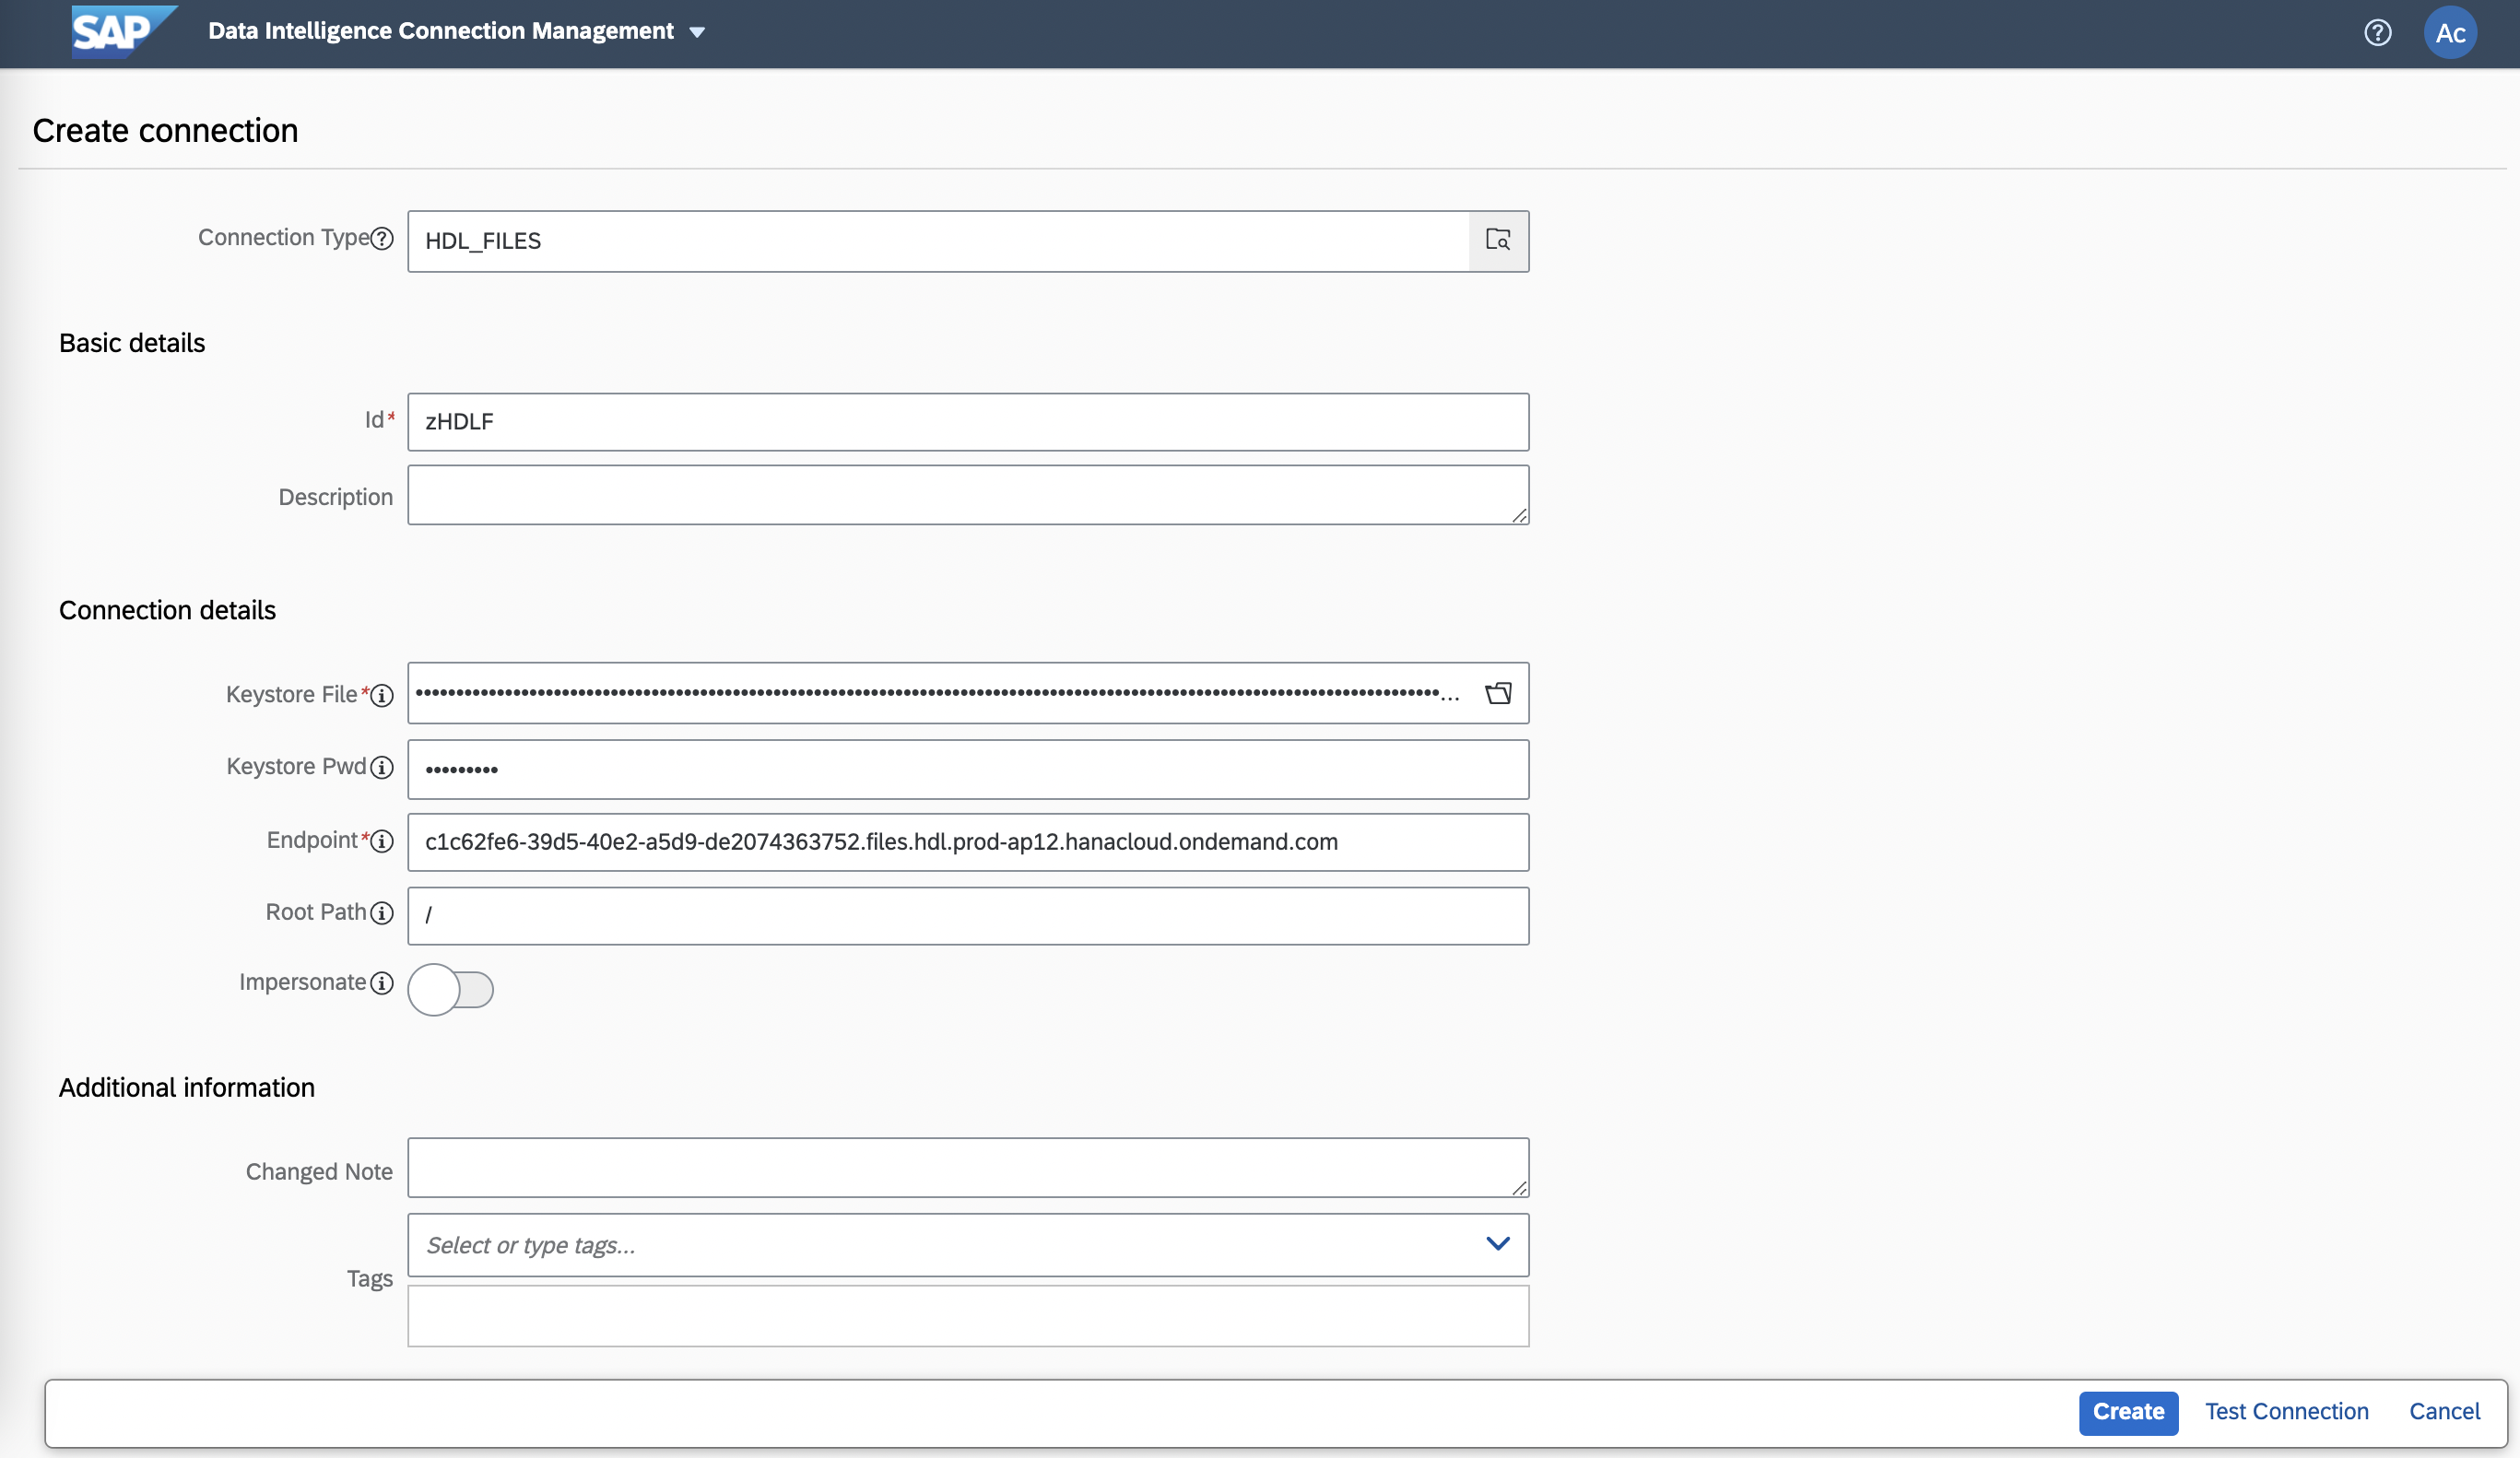 SAP Data Intelligence Connection Management Ac
Create connection
Connection Type HDL_FILES
Basic details
Id* zHDLF
Description
Connection details
Keystore File* ...
Keystore Pwd
Endpoint* c1c62fe6-39d5-40e2-a5d9-de2074363752.files.hdl.prod-ap12.hanacloud.ondemand.com
Root Path /
Impersonate
Additional information
Changed Note
Select or type tags...
Tags
Create Test Connection Cancel